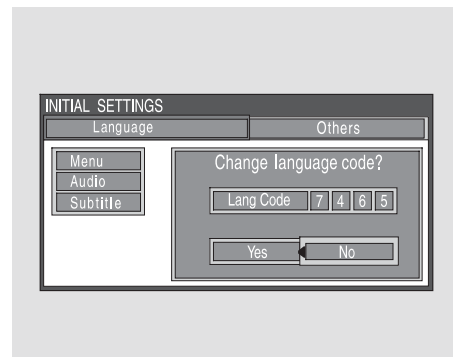 INITIAL SETTINGS
Language Others
Menu
Audio
Subtitle
Change language code?
Lang Code 7 4 6 5
Yes No